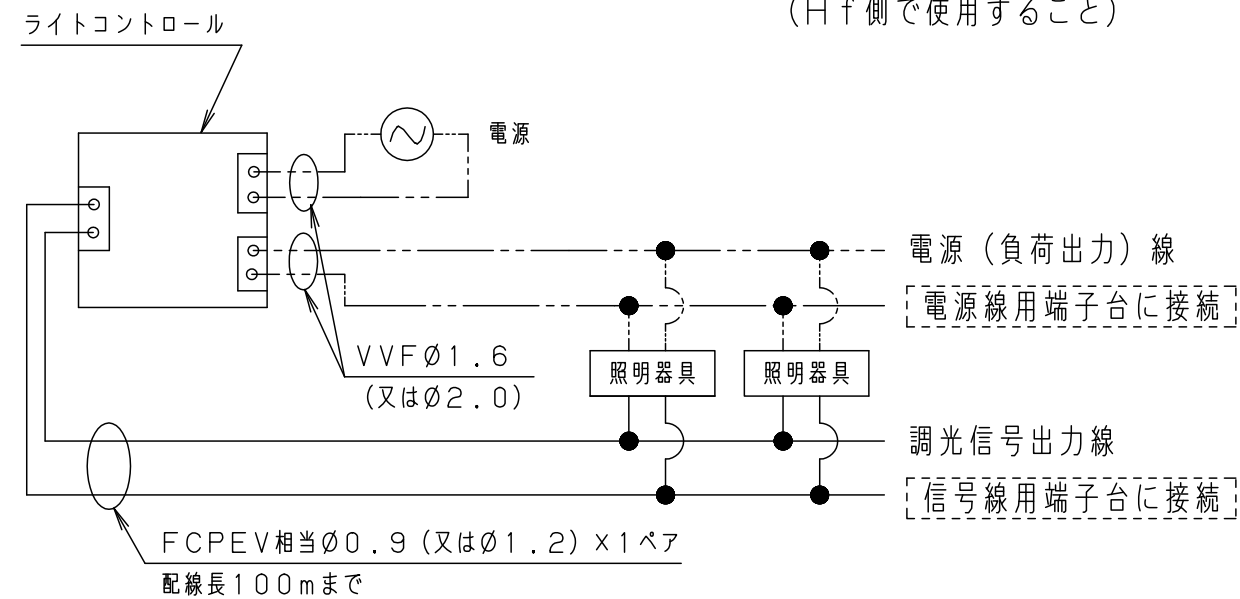 (Hf側で使用すること)
ライトコントロール
電源
電源(負荷出力)線
電源線用端子台に接続
VVFØ1.6
(又はØ2.0)
照明器具
照明器具
調光信号出力線
信号線用端子台に接続
FCPEV相当Ø0.9(又はØ1.2)×1ペア
配線長100mまで